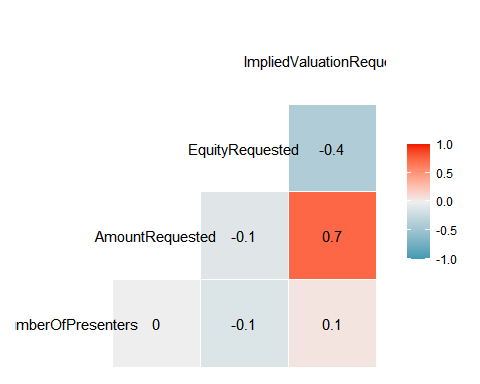 ImpliedValuationReque
EquityRequested -0.4
AmountRequested -0.1 0.7
mberOfPresenters 0 -0.1 0.1
1.0
0.5
0.0
-0.5
-1.0